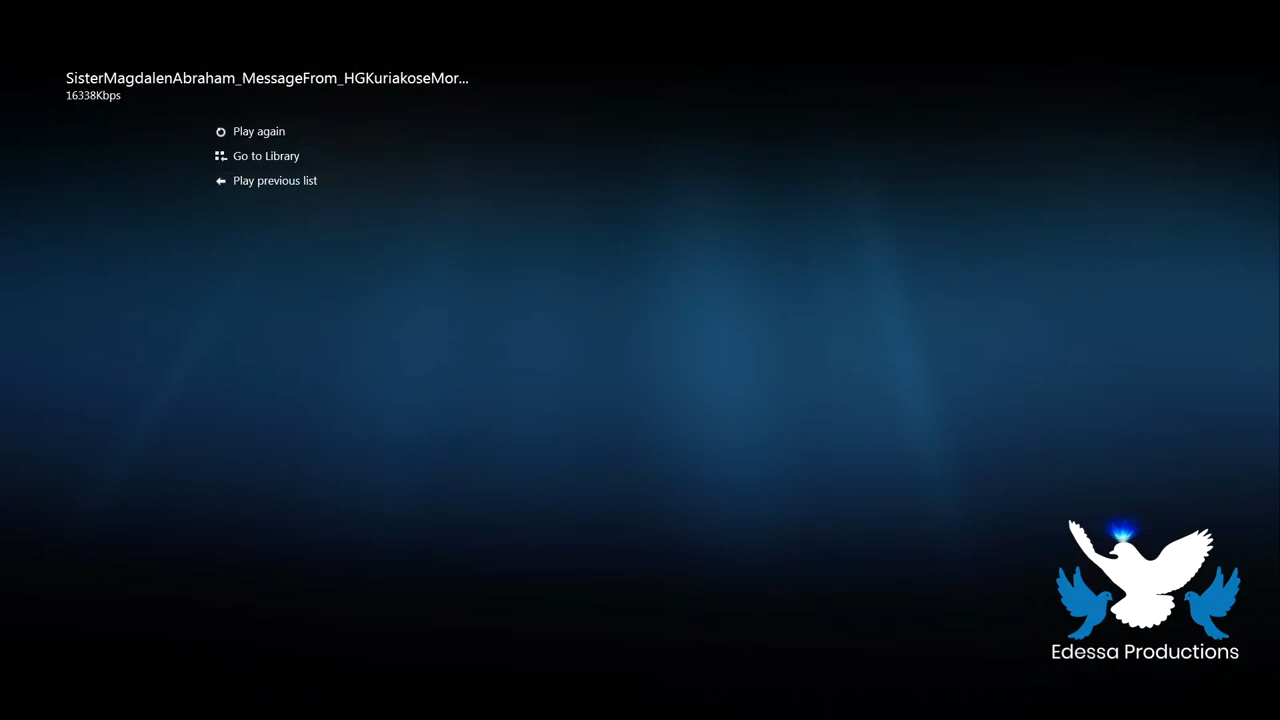 SisterMagdalenAbraham_MessageFrom_HGKuriakoseMor...
16338Kbps
Play again
Go to Library
Play previous list
Edessa Productions